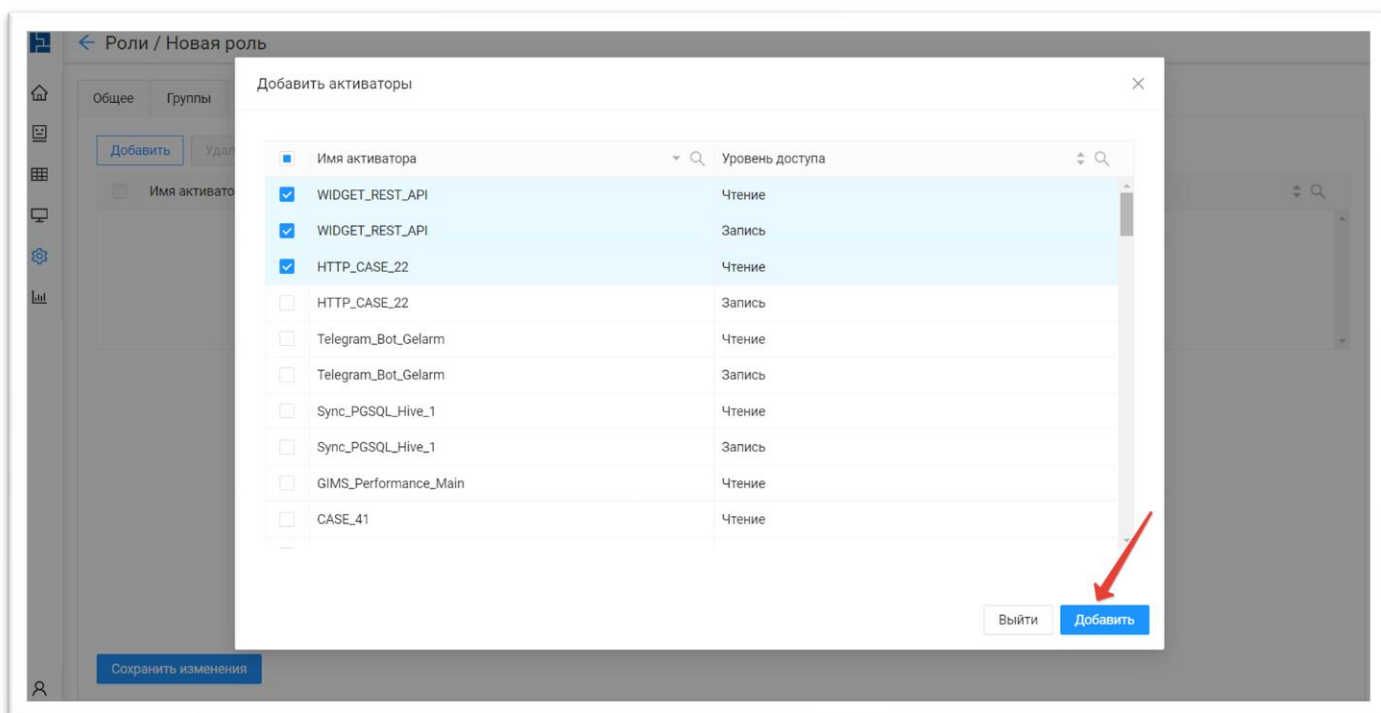 Роли / Новая роль
Общее Группы
Добавить Удал
Имя активато
Добавить активаторы
Имя активатора Уровень доступа
WIDGET_REST_API Чтение
WIDGET_REST_API Запись
HTTP_CASE_22 Чтение
HTTP_CASE_22 Запись
Telegram_Bot_Gelarm Чтение
Telegram_Bot_Gelarm Запись
Sync_PGSQL_Hive_1 Чтение
Sync_PGSQL_Hive_1 Запись
GIMS_Performance_Main Чтение
CASE_41 Чтение
Выйти Добавить
Сохранить изменения